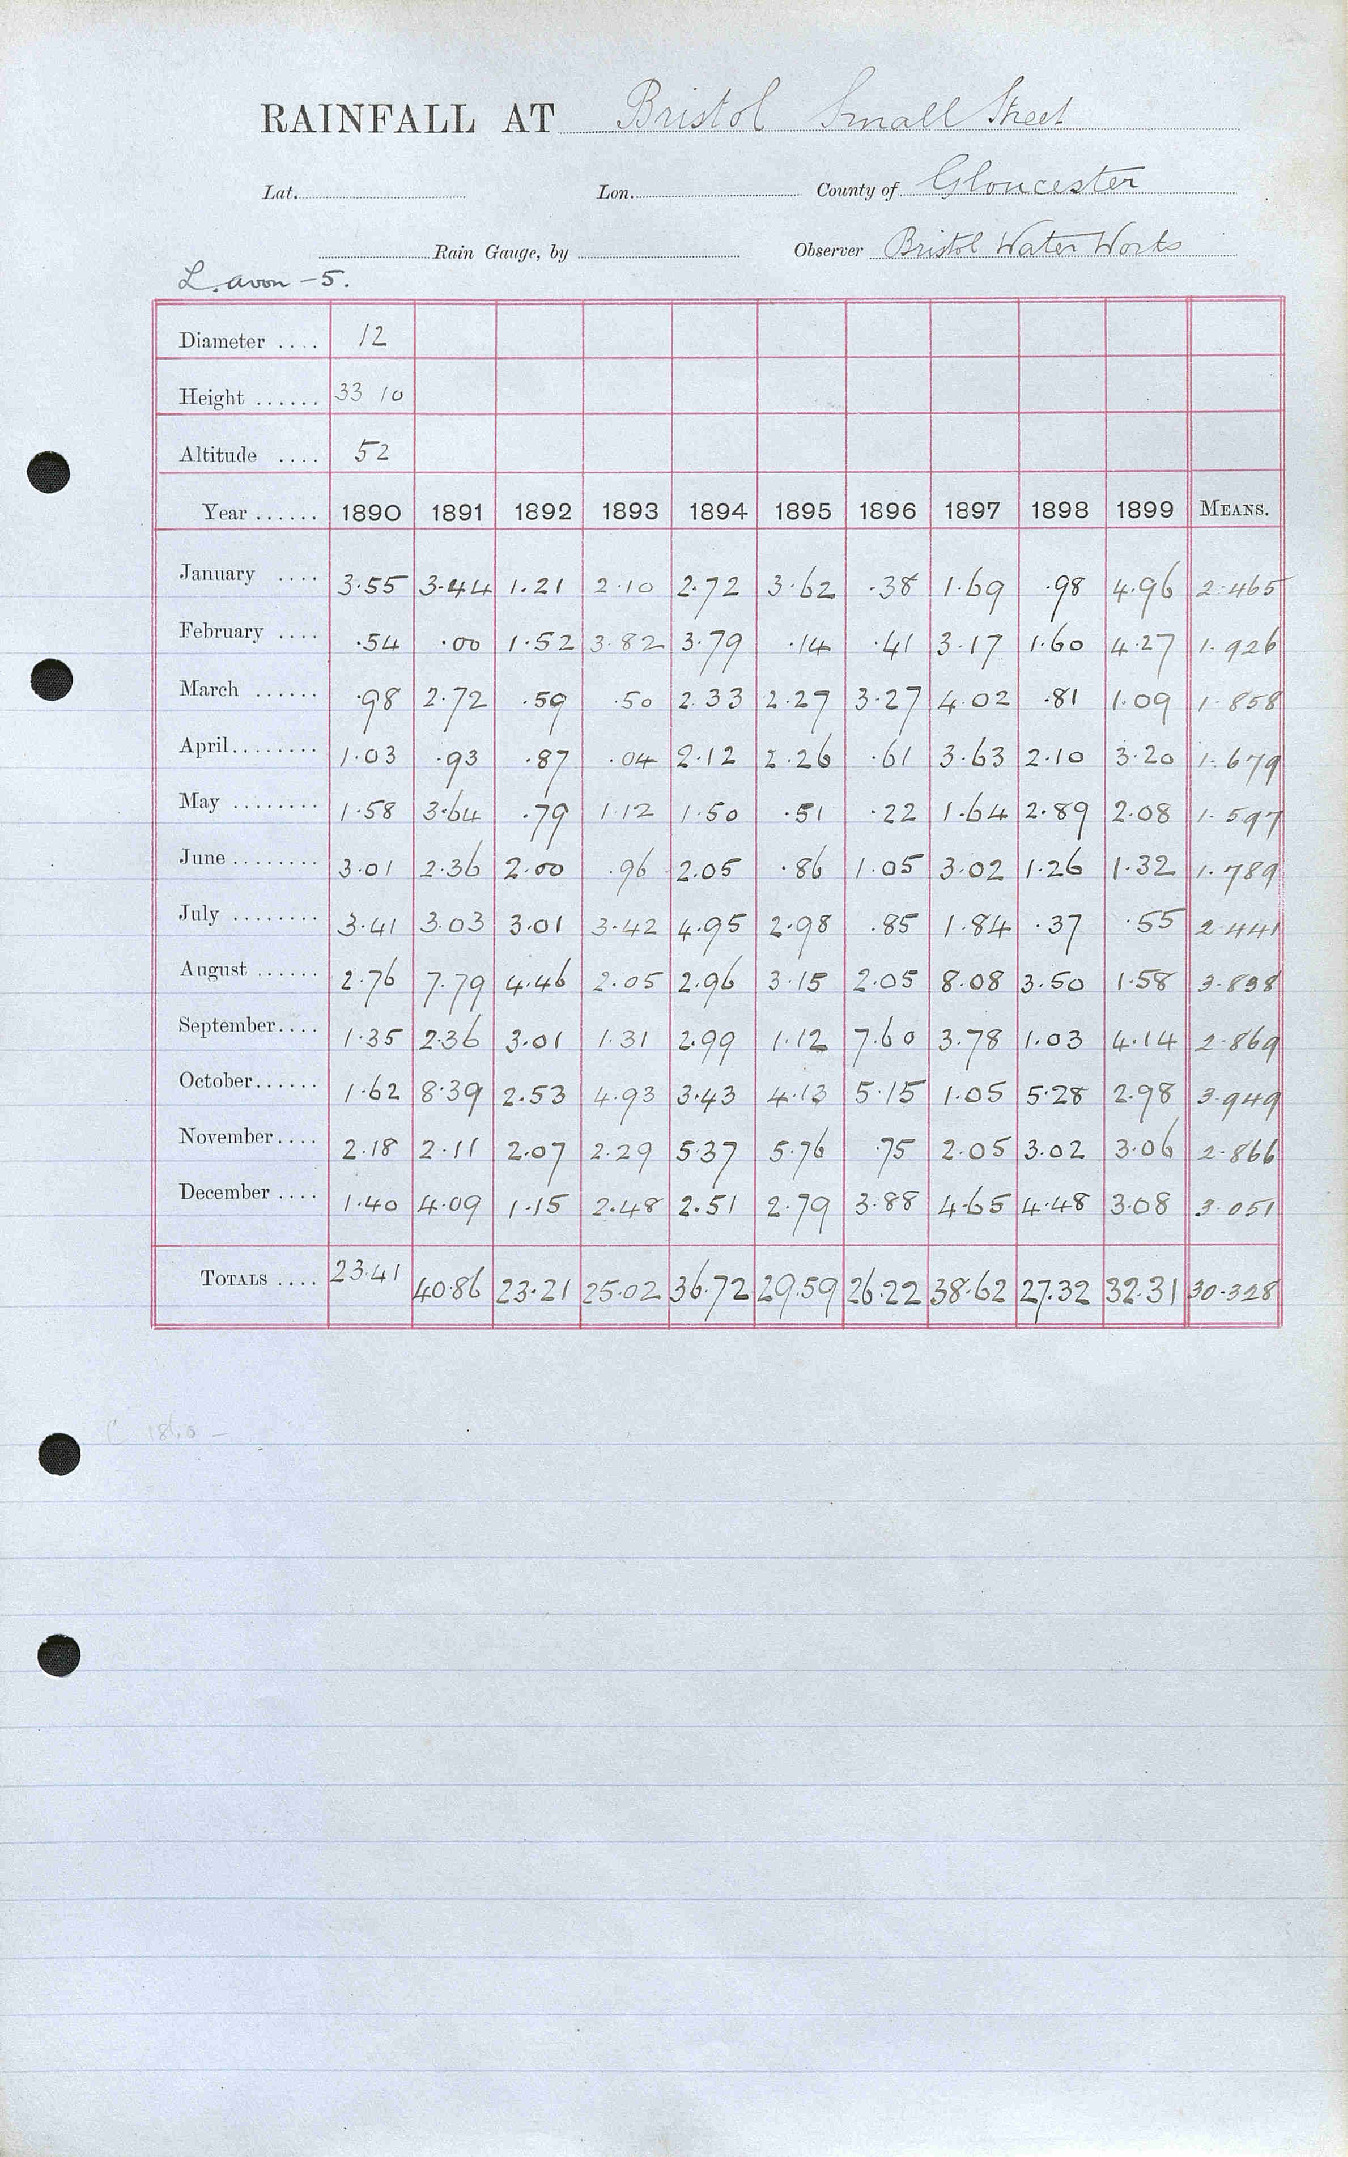 RAINFALL AT Bristol Small Street
Lat. Lon. County of Gloucester
Rain Gauge, by Observer Bristol Water Works
L. avon - 5.
Diameter .... 12
Height ...... 33 10
Altitude .... 52
Year ...... 1890 1891 1892 1893 1894 1895 1896 1897 1898 1899 MEANS.
January .... 3.55 3.44 1.21 2.10 2.72 3.62 .38 1.69 .98 4.96 2.465
February .... .54 .00 1.52 3.82 3.79 .14 .41 3.17 1.60 4.27 1.926
March ...... .98 2.72 .59 .50 2.33 2.27 3.27 4.02 .81 1.09 1.858
April........ 1.03 .93 .87 .04 2.12 2.26 .61 3.63 2.10 3.20 1.679
May ........ 1.58 3.64 .79 1.12 1.50 .51 .22 1.64 2.89 2.08 1.597
June ........ 3.01 2.36 2.00 .96 2.05 .86 1.05 3.02 1.26 1.32 1.789
July ........ 3.41 3.03 3.01 3.42 4.95 2.98 .85 1.84 .37 .55 2.441
August ...... 2.76 7.79 4.46 2.05 2.96 3.15 2.05 8.08 3.50 1.58 3.838
September.... 1.35 2.36 3.01 1.31 2.99 1.12 7.60 3.78 1.03 4.14 2.869
October...... 1.62 8.39 2.53 4.93 3.43 4.13 5.15 1.05 5.28 2.98 3.949
November.... 2.18 2.11 2.07 2.29 5.37 5.76 .75 2.05 3.02 3.06 2.866
December .... 1.40 4.09 1.15 2.48 2.51 2.79 3.88 4.65 4.48 3.08 3.051
TOTALS .... 23.41 40.86 23.21 25.02 36.72 29.59 26.22 38.62 27.32 32.31 30.328